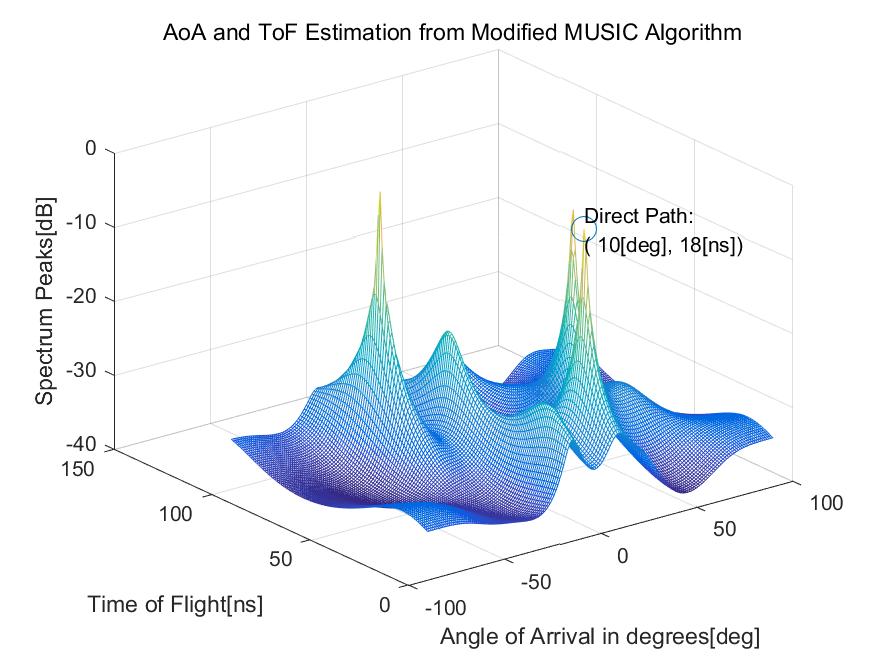 AoA and ToF Estimation from Modified MUSIC Algorithm
0
-10
-20
-30
-40
Spectrum Peaks[dB]
Direct Path:
( 10[deg], 18[ns])
150
100
50
0
Time of Flight[ns]
-100
-50
0
50
100
Angle of Arrival in degrees[deg]